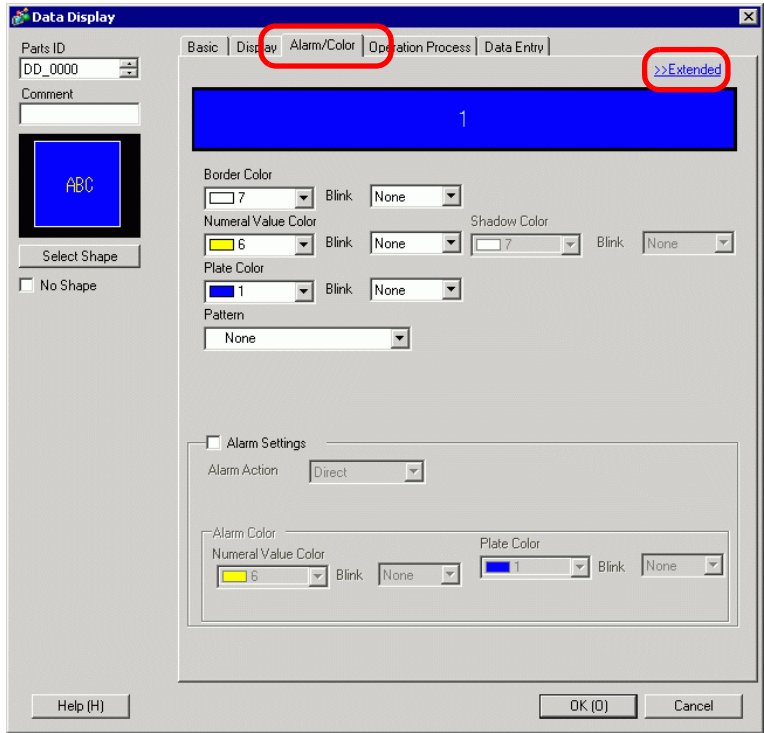 Data Display
Parts ID
DD_0000
Comment
ABC
Select Shape
No Shape
Basic Display Alarm/Color Operation Process Data Entry
>>Extended
1
Border Color
7 Blink None
Numeral Value Color Shadow Color
6 Blink None 7 Blink None
Plate Color
1 Blink None
Pattern
None
Alarm Settings
Alarm Action Direct
Alarm Color
Numeral Value Color Plate Color
6 Blink None 1 Blink None
Help (H) OK (O) Cancel